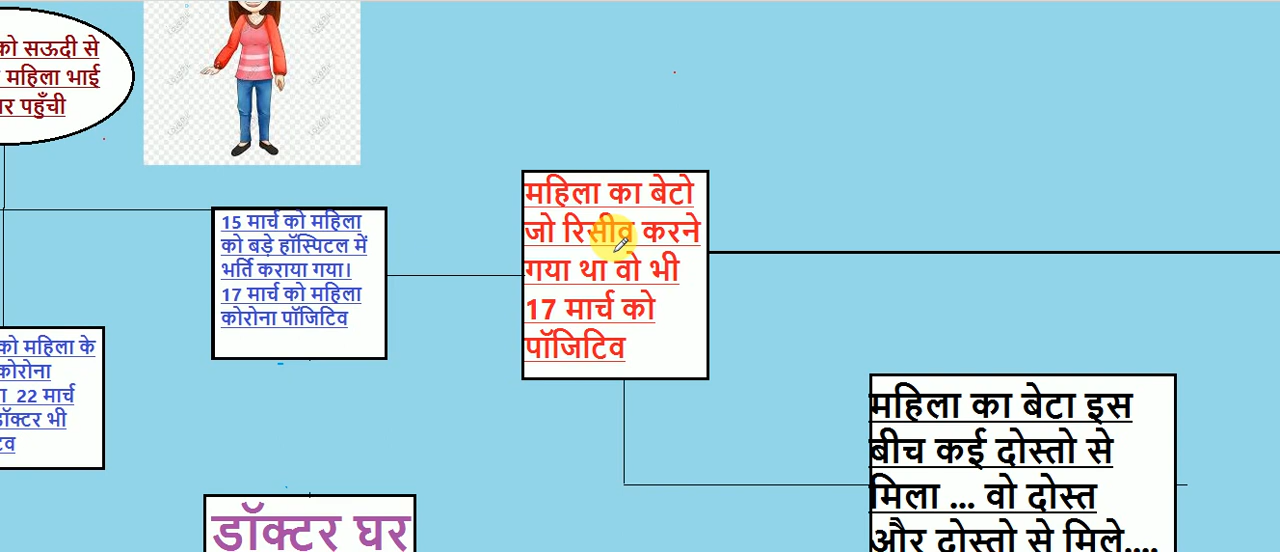 को सऊदी से
महिला भाई
पहुँची
15 मार्च को महिला
को बड़े हॉस्पिटल में
भर्ति कराया गया।
17 मार्च को महिला
कोरोना पॉजिटिव
महिला का बेटो
जो रिसीव करने
गया था वो भी
17 मार्च को
पॉजिटिव
को महिला के
कोरोना
22 मार्च
डॉक्टर भी
महिला का बेटा इस
बीच कई दोस्तो से
मिला ... वो दोस्त
और दोस्तो से मिले....
डॉक्टर घर